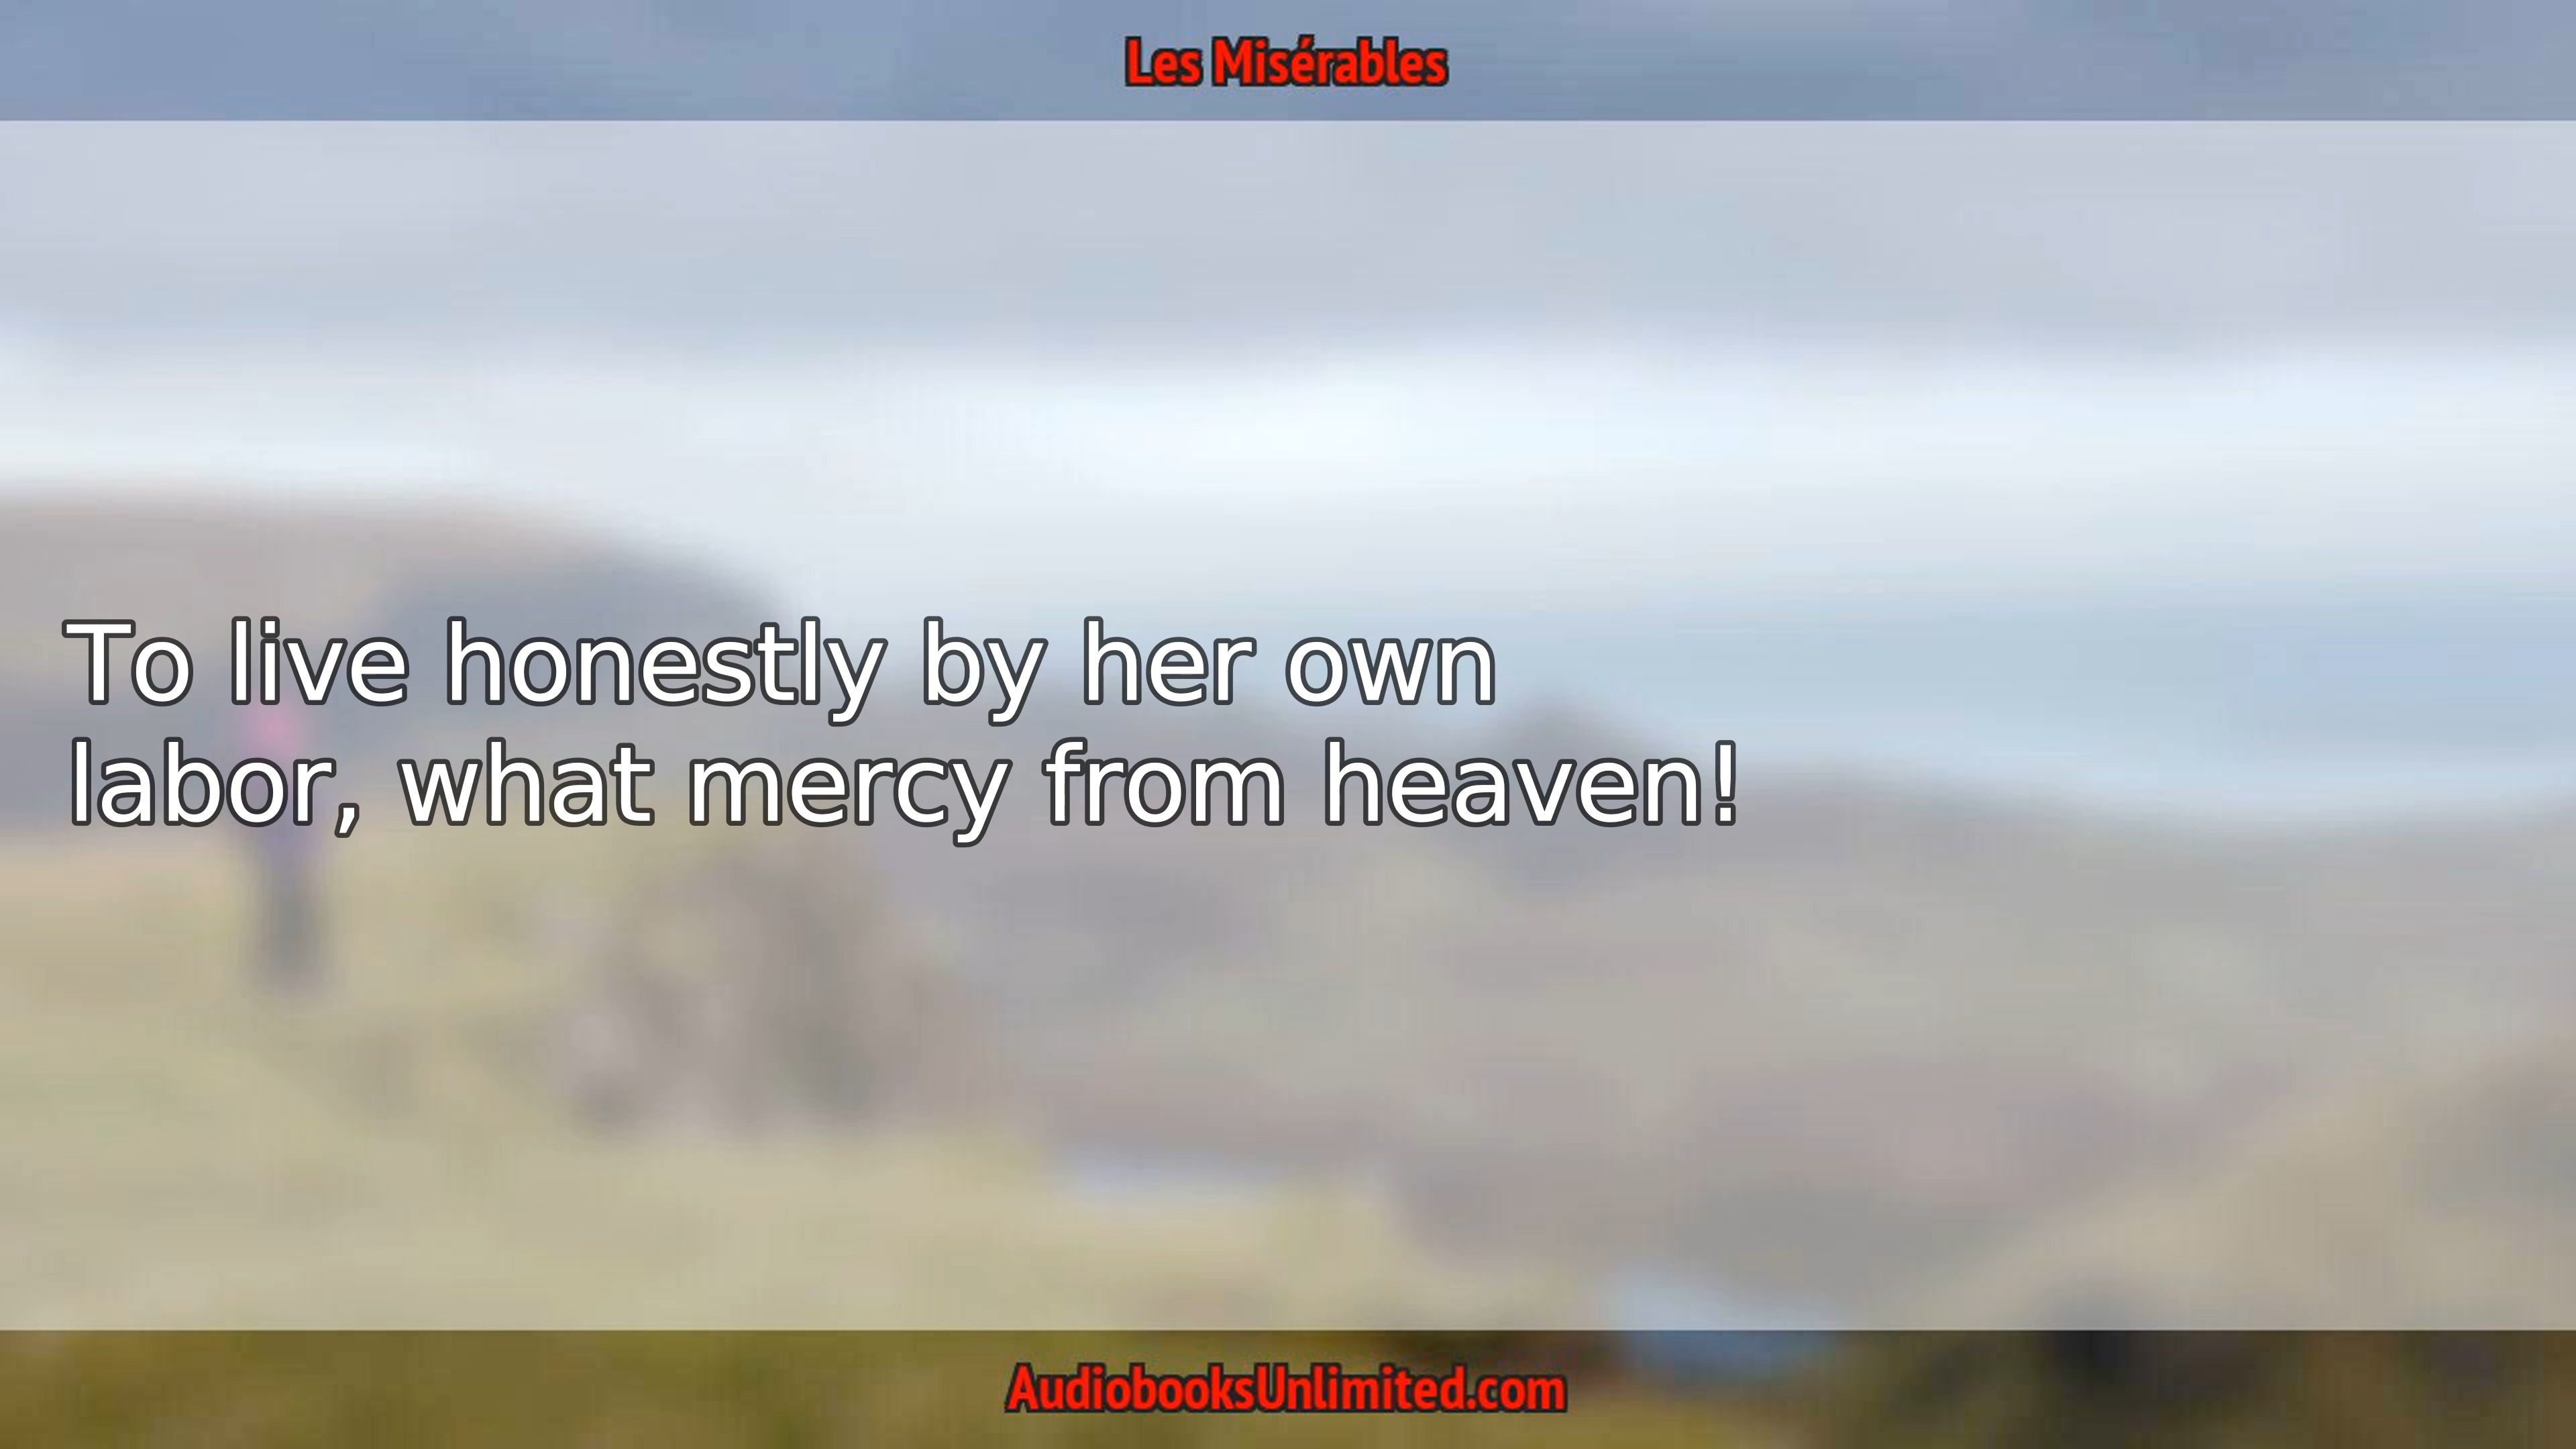 Les Misérables
To live honestly by her own
labor, what mercy from heaven!
AudiobooksUnlimited.com